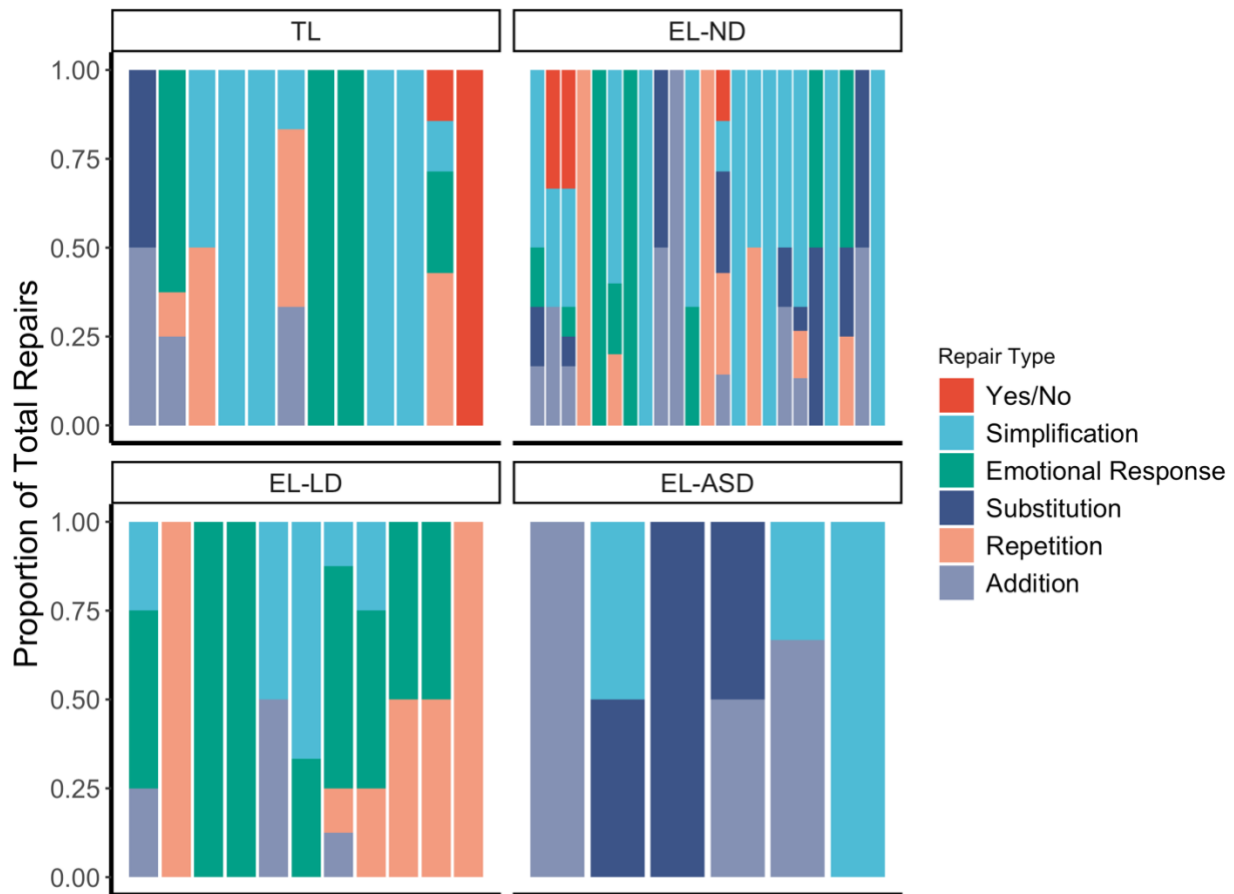 TL
EL-ND
1.00
0.75
0.50
0.25
0.00
EL-LD
EL-ASD
1.00
0.75
0.50
0.25
0.00
Proportion of Total Repairs
Repair Type
Yes/No
Simplification
Emotional Response
Substitution
Repetition
Addition